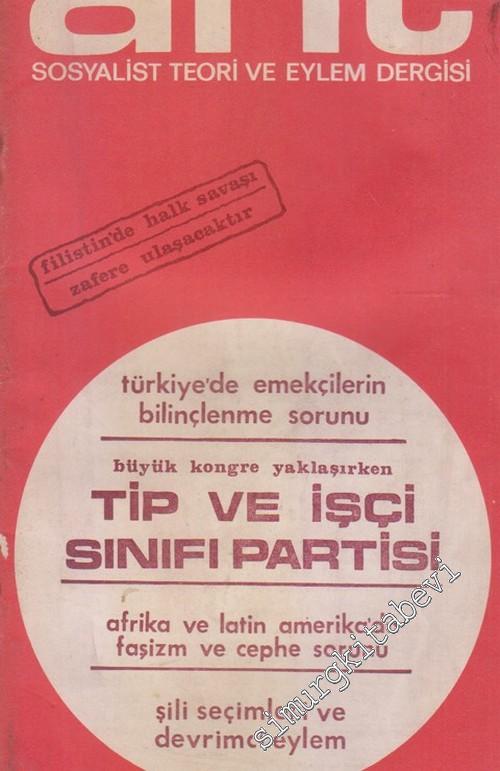 ant
SOSYALİST TEORİ VE EYLEM DERGİSİ
filistin'de halk savaşı
zafere ulaşacaktır
türkiye'de emekçilerin
bilinçlenme sorunu
büyük kongre yaklaşırken
TİP VE İŞÇİ
SINIFI PARTİSİ
afrika ve latin amerika'da
faşizm ve cephe sorunu
şili seçimleri ve
devrimci eylem
simurgkitabevi